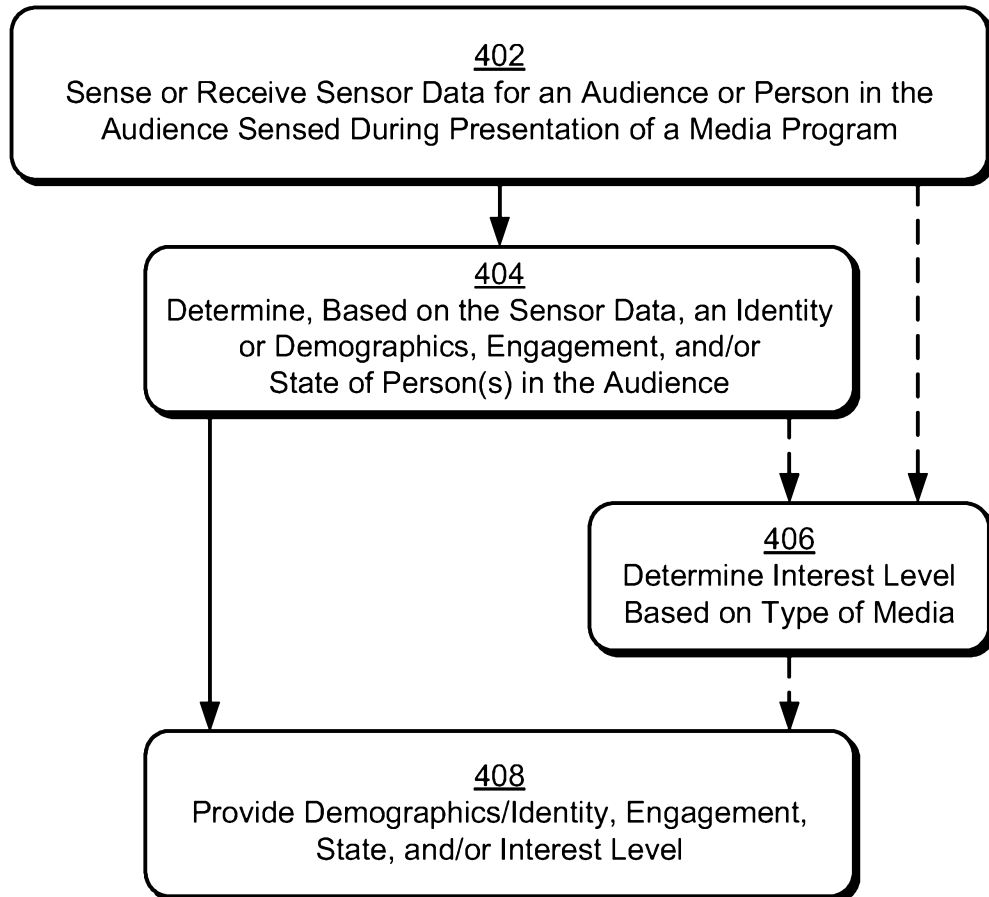 402
Sense or Receive Sensor Data for an Audience or Person in the
Audience Sensed During Presentation of a Media Program
404
Determine, Based on the Sensor Data, an Identity
or Demographics, Engagement, and/or
State of Person(s) in the Audience
406
Determine Interest Level
Based on Type of Media
408
Provide Demographics/Identity, Engagement,
State, and/or Interest Level